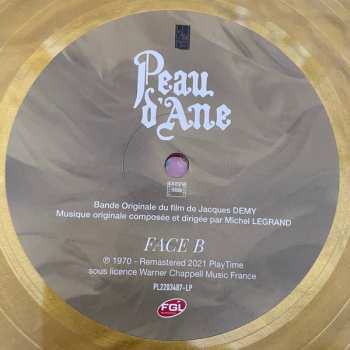 Peau
d'Ane
Bande Originale du film de Jacques DEMY
Musique originale composée et dirigée par Michel LEGRAND
FACE B
℗ 1970 - Remastered 2021 PlayTime
sous licence Warner Chappell Music France
PL2203487-LP
FGL